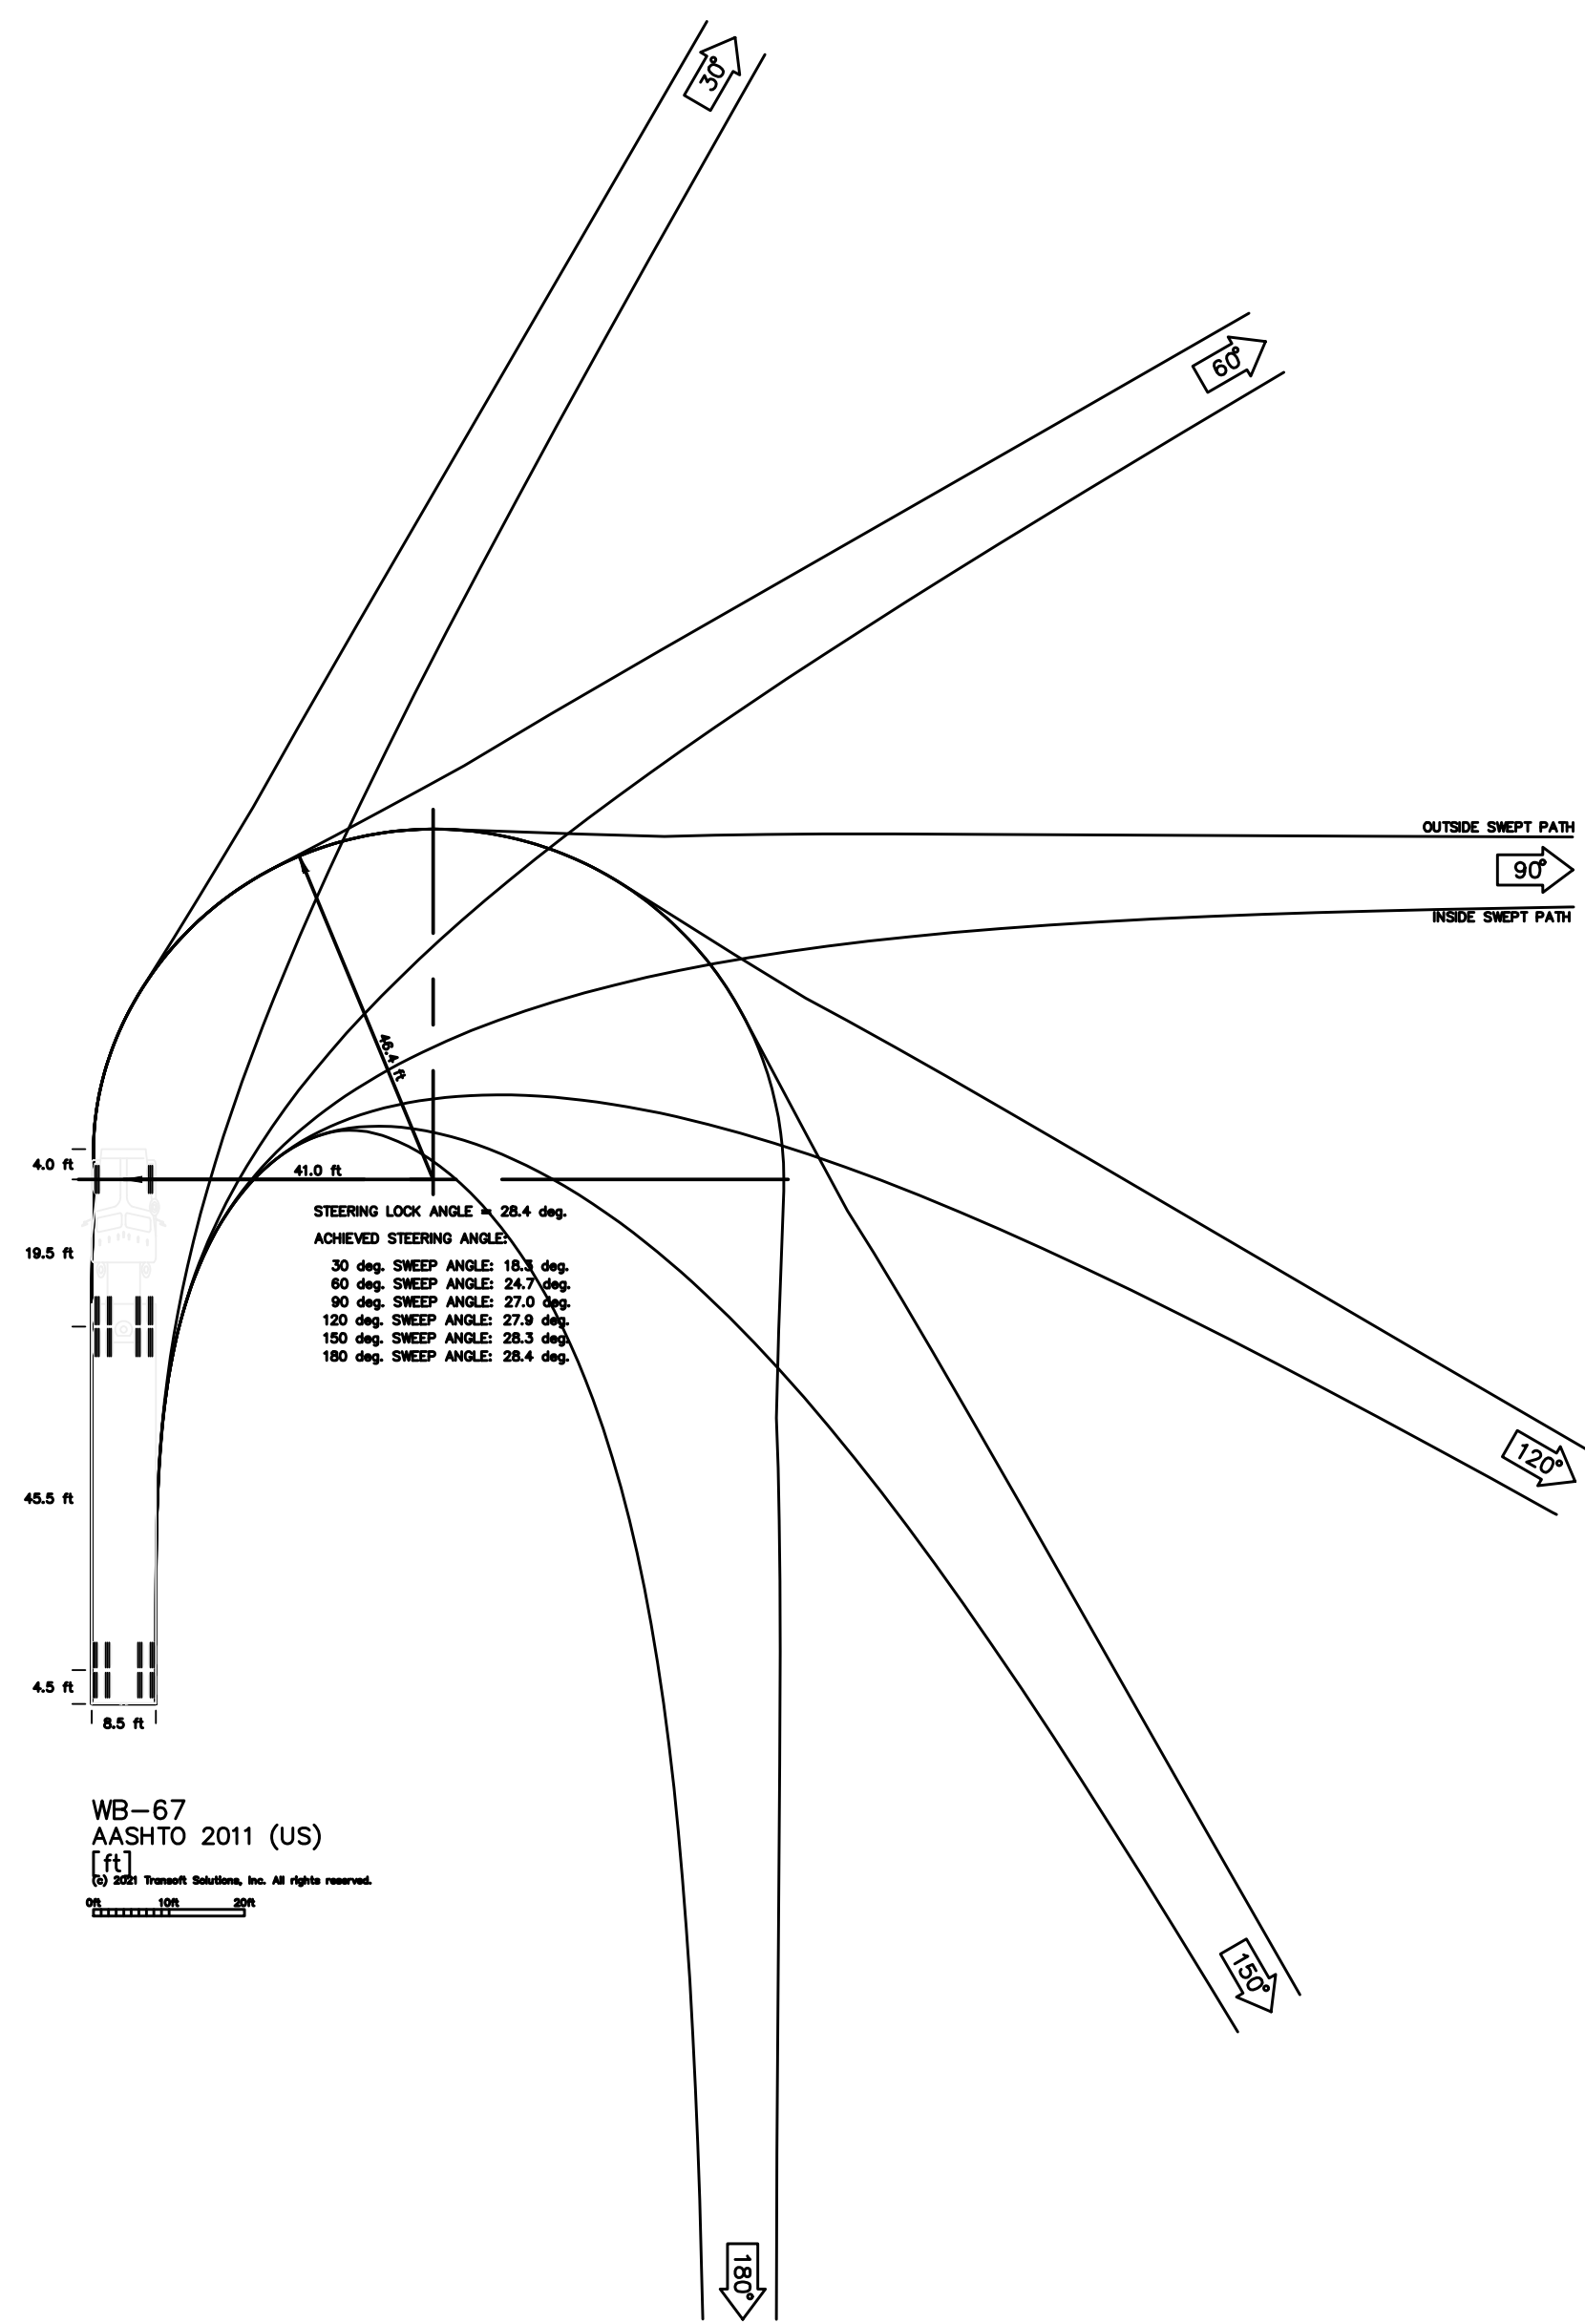 30°
60°
OUTSIDE SWEPT PATH
90°
INSIDE SWEPT PATH
46.4 ft
4.0 ft
41.0 ft
STEERING LOCK ANGLE = 28.4 deg.
ACHIEVED STEERING ANGLE:
19.5 ft
30 deg. SWEEP ANGLE: 18.3 deg.
60 deg. SWEEP ANGLE: 24.7 deg.
90 deg. SWEEP ANGLE: 27.0 deg.
120 deg. SWEEP ANGLE: 27.9 deg.
150 deg. SWEEP ANGLE: 28.3 deg.
180 deg. SWEEP ANGLE: 28.4 deg.
120°
45.5 ft
4.5 ft
8.5 ft
WB-67
AASHTO 2011 (US)
[ft]
(c) 2021 Transoft Solutions, Inc. All rights reserved.
0ft 10ft 20ft
150°
180°